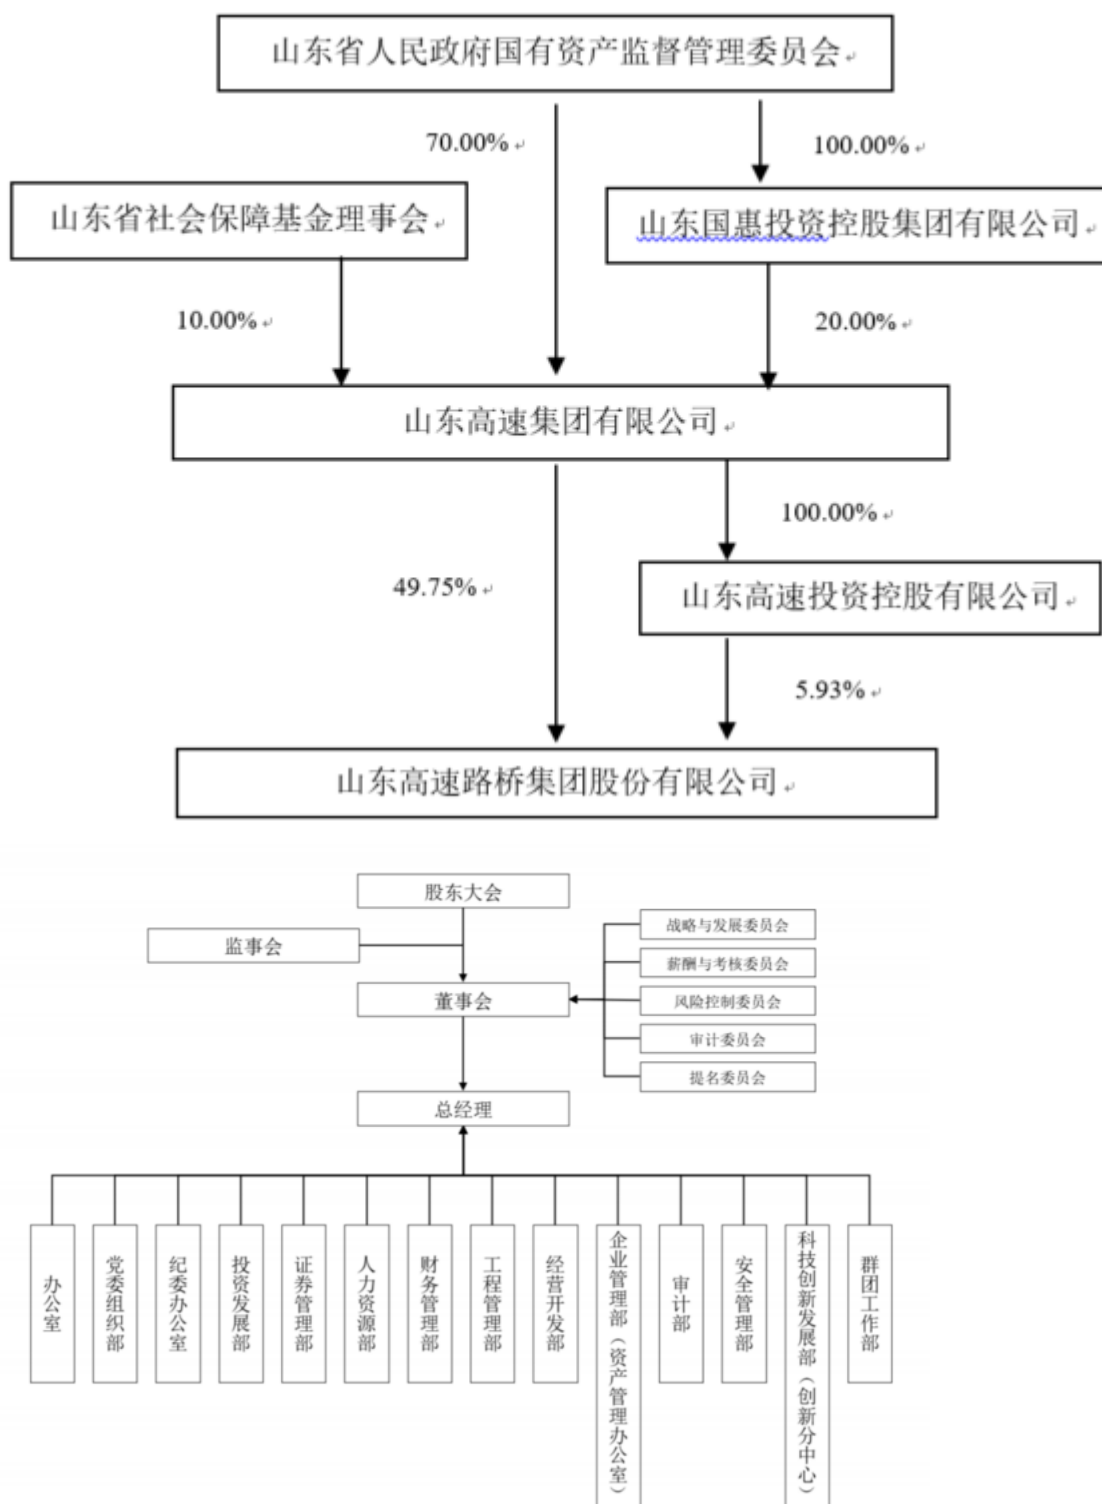 山东省人民政府国有资产监督管理委员会
70.00%
100.00%
山东省社会保障基金理事会
山东国惠投资控股集团有限公司
10.00%
20.00%
山东高速集团有限公司
100.00%
49.75%
山东高速投资控股有限公司
5.93%
山东高速路桥集团股份有限公司
股东大会
战略与发展委员会
监事会
薪酬与考核委员会
董事会
风险控制委员会
审计委员会
提名委员会
总经理
办公室
党委组织部
纪委办公室
投资发展部
证券管理部
人力资源部
财务管理部
工程管理部
经营开发部
企业管理部（资产管理办公室）
审计部
安全管理部
科技创新发展部（创新分中心）
群团工作部